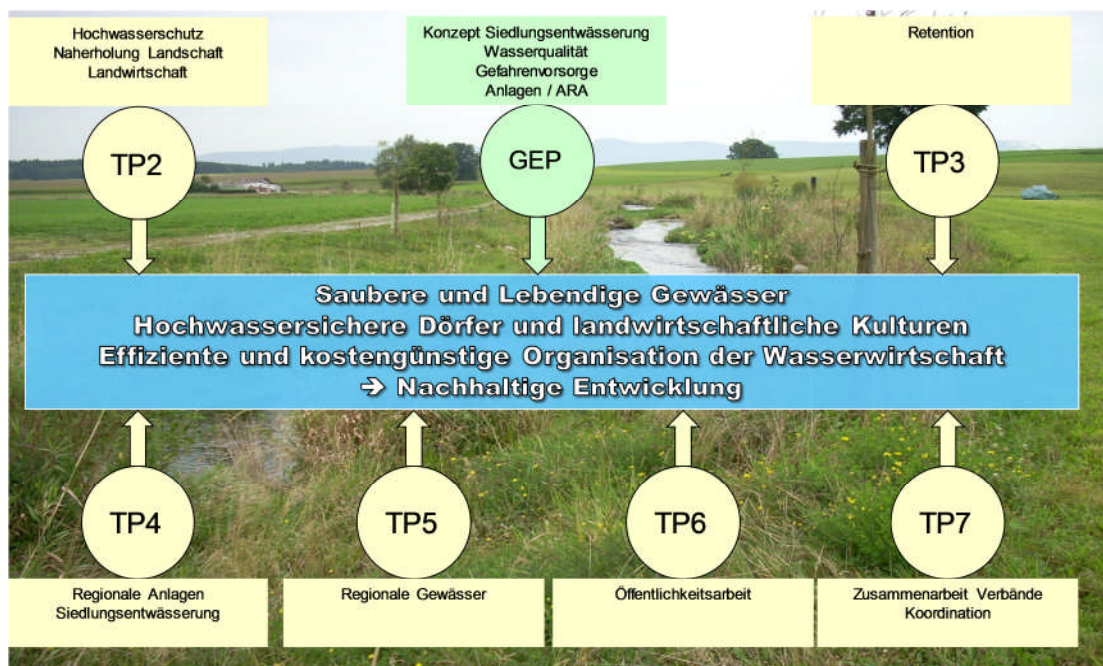 Hochwasserschutz
Naherholung Landschaft
Landwirtschaft
Konzept Siedlungsentwässerung
Wasserqualität
Gefahrenvorsorge
Anlagen / ARA
Retention
TP2
GEP
TP3
Saubere und Lebendige Gewässer
Hochwassersichere Dörfer und landwirtschaftliche Kulturen
Effiziente und kostengünstige Organisation der Wasserwirtschaft
➔ Nachhaltige Entwicklung
TP4
TP5
TP6
TP7
Regionale Anlagen
Siedlungsentwässerung
Regionale Gewässer
Öffentlichkeitsarbeit
Zusammenarbeit Verbände
Koordination